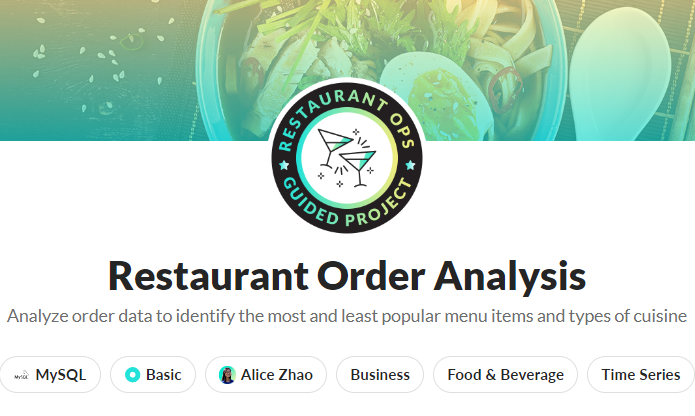 RESTAURANT OPS
GUIDED PROJECT
Restaurant Order Analysis
Analyze order data to identify the most and least popular menu items and types of cuisine
MySQL MySQL Basic Alice Zhao Business Food & Beverage Time Series